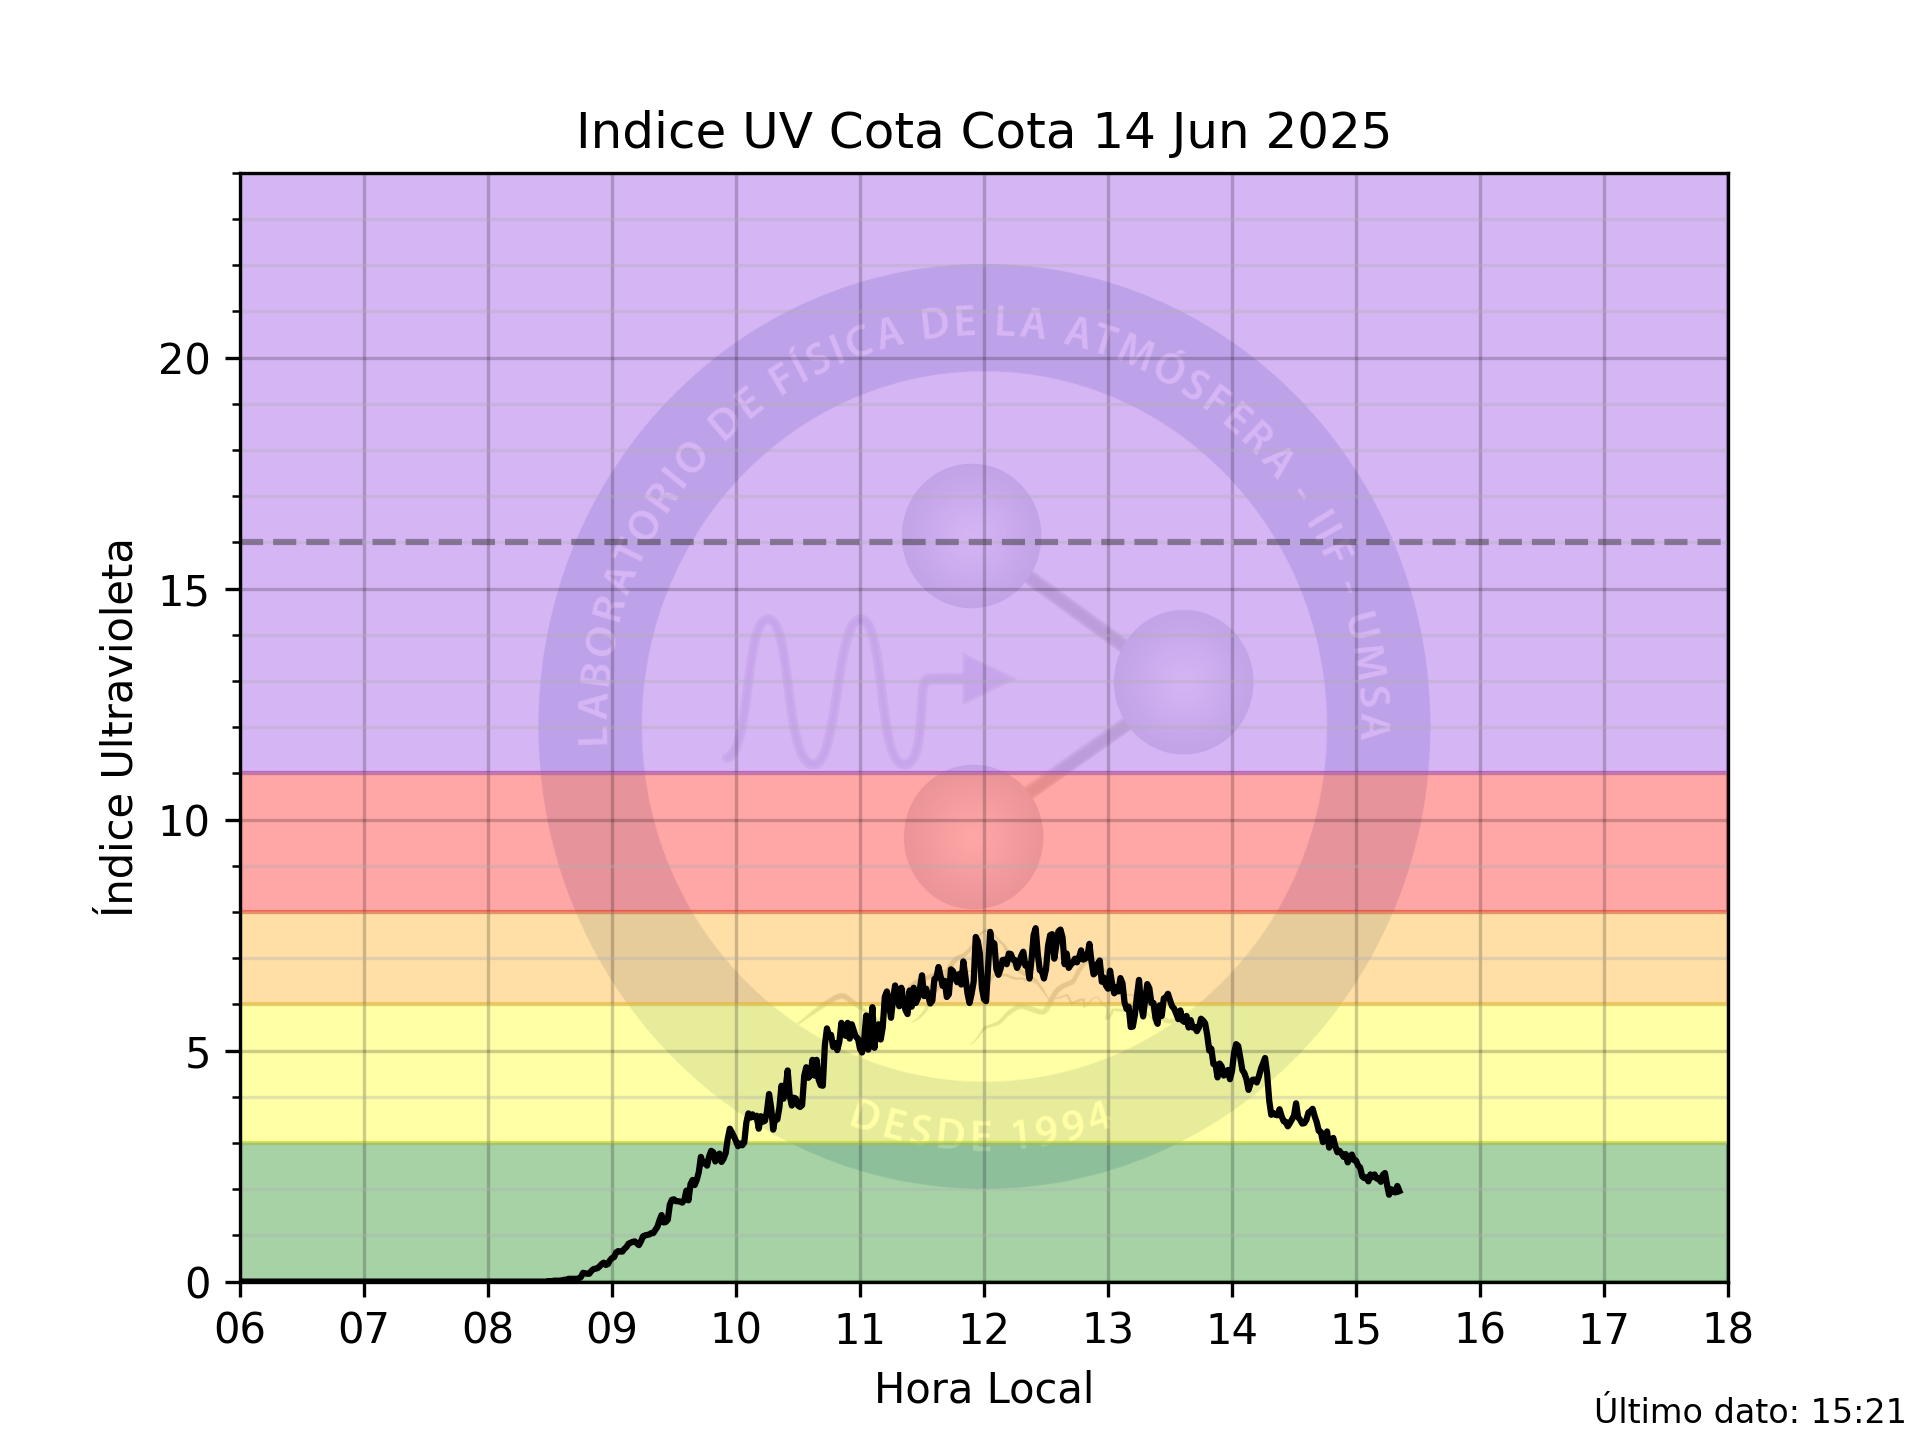 Indice UV Cota Cota 14 Jun 2025
Índice Ultravioleta
20
15
10
5
0
LABORATORIO DE FÍSICA DE LA ATMÓSFERA - IIF - UMSA
DESDE 1994
06 07 08 09 10 11 12 13 14 15 16 17 18
Hora Local
Último dato: 15:21